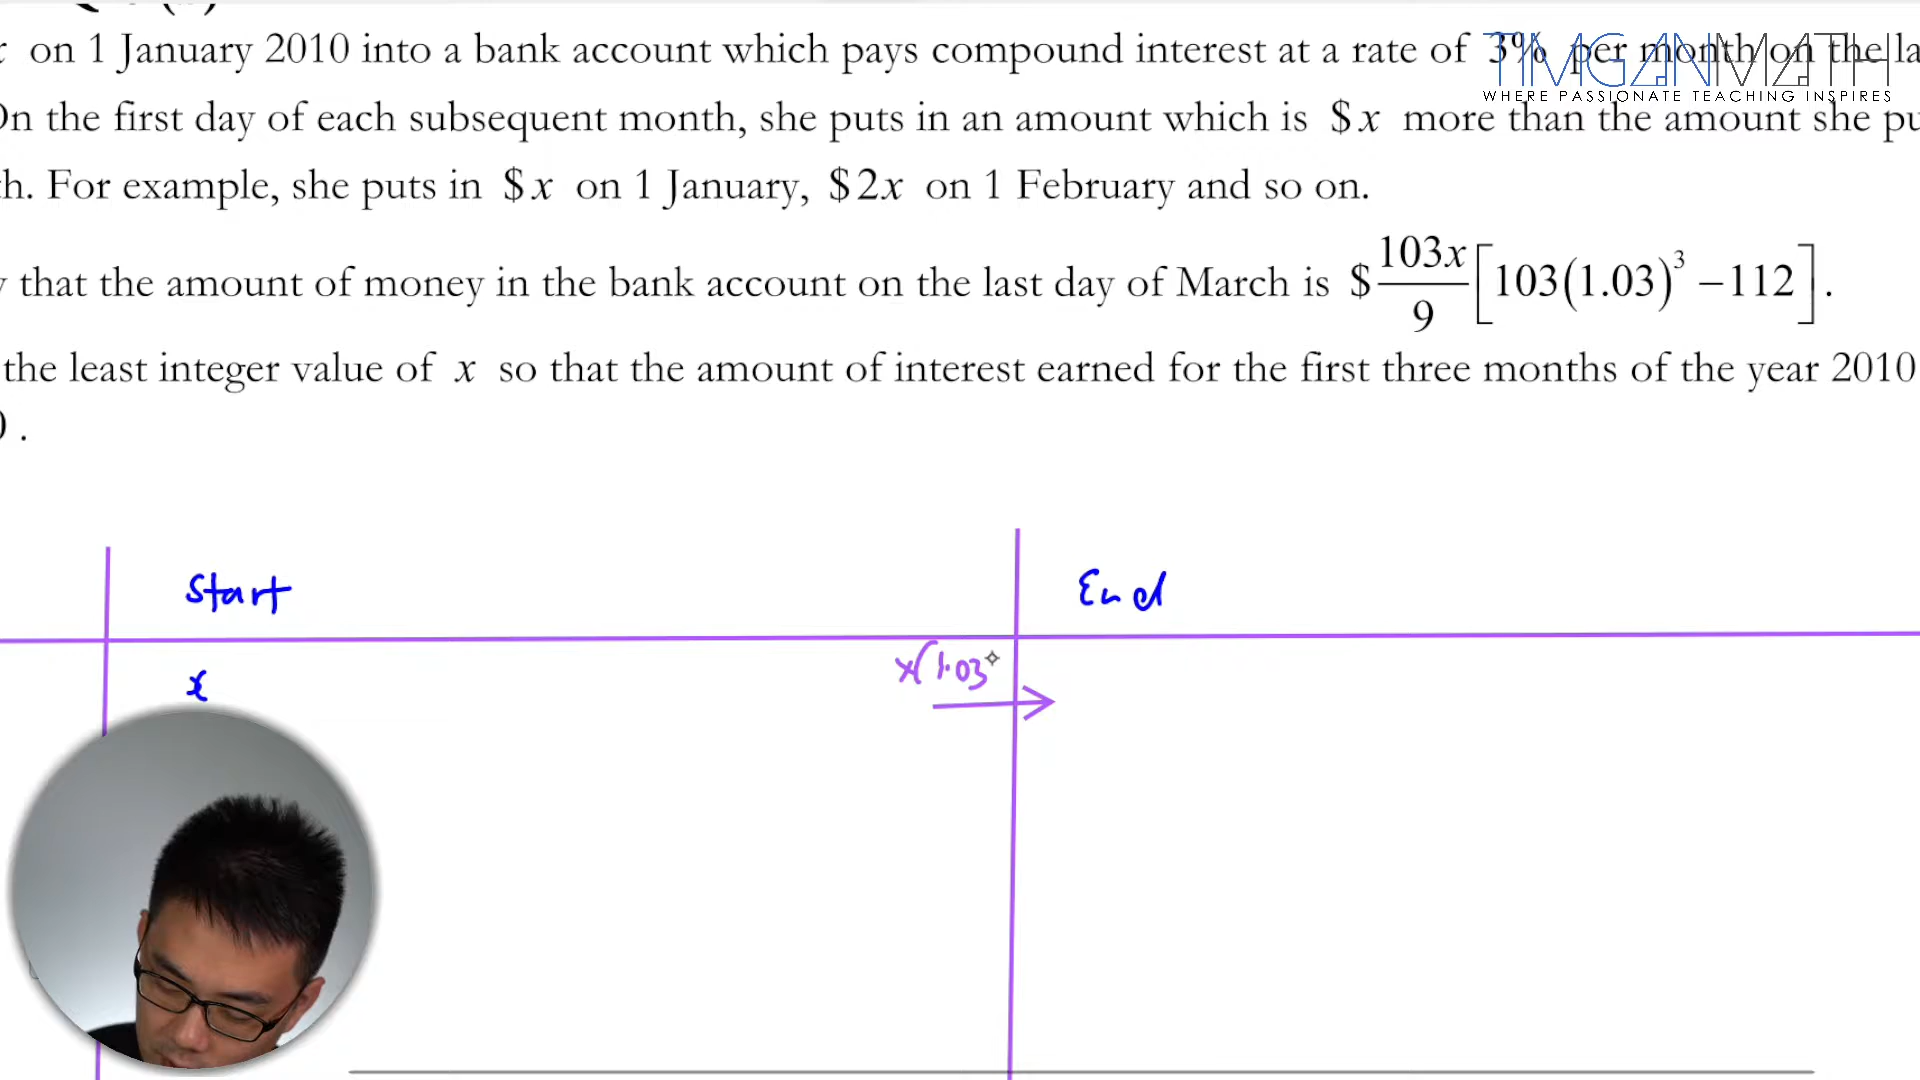 on 1 January 2010 into a bank account which pays compound interest at a rate of 3% per month on the la
TIMGANMATH
WHERE PASSIONATE TEACHING INSPIRES
On the first day of each subsequent month, she puts in an amount which is $x more than the amount she pu
h. For example, she puts in $x on 1 January, $2x on 1 February and so on.
y that the amount of money in the bank account on the last day of March is $\frac{103x}{9}[103(1.03)^3 − 112].
the least integer value of x so that the amount of interest earned for the first three months of the year 2010
0 .
Start
End
x
x(1.03